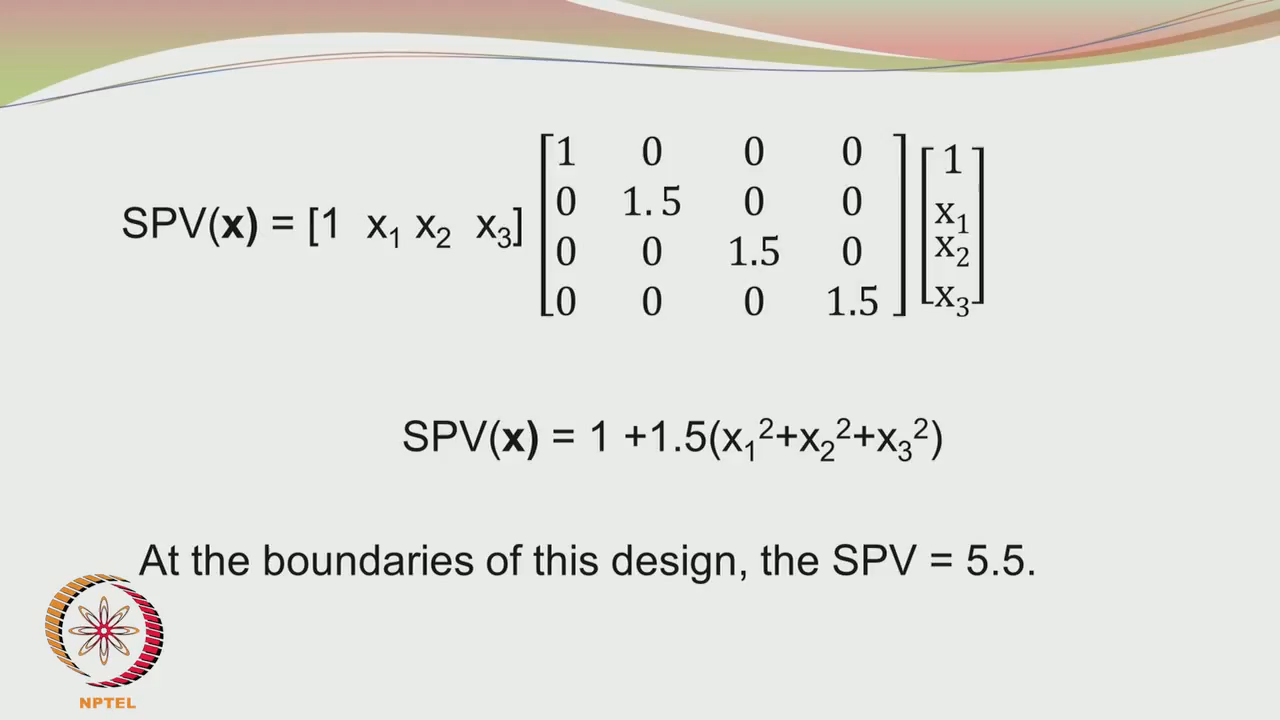 SPV(x) = [1 x₁ x₂ x₃] [1 0 0 0; 0 1.5 0 0; 0 0 1.5 0; 0 0 0 1.5] [1; x₁; x₂; x₃]
SPV(x) = 1 +1.5(x₁²+x₂²+x₃²)
At the boundaries of this design, the SPV = 5.5.
NPTEL